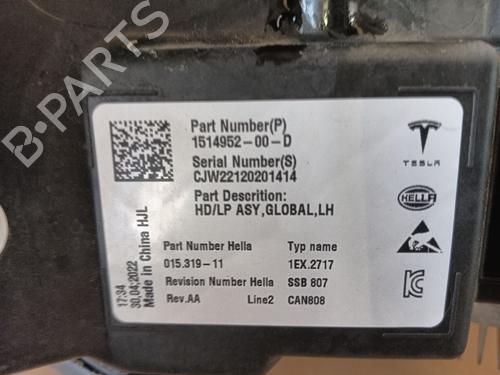 Part Number(P)
1514952-00-D
Serial Number(S)
CJW22120201414
Part Descrition:
HD/LP ASY,GLOBAL,LH
TESLA
HELLA
Part Number Hella Typ name
015.319-11 1EX.2717
Revision Number Hella SSB 807
Rev.AA Line2 CAN808
17:34
30,04;2022
Made in China HJL
B-PARTS